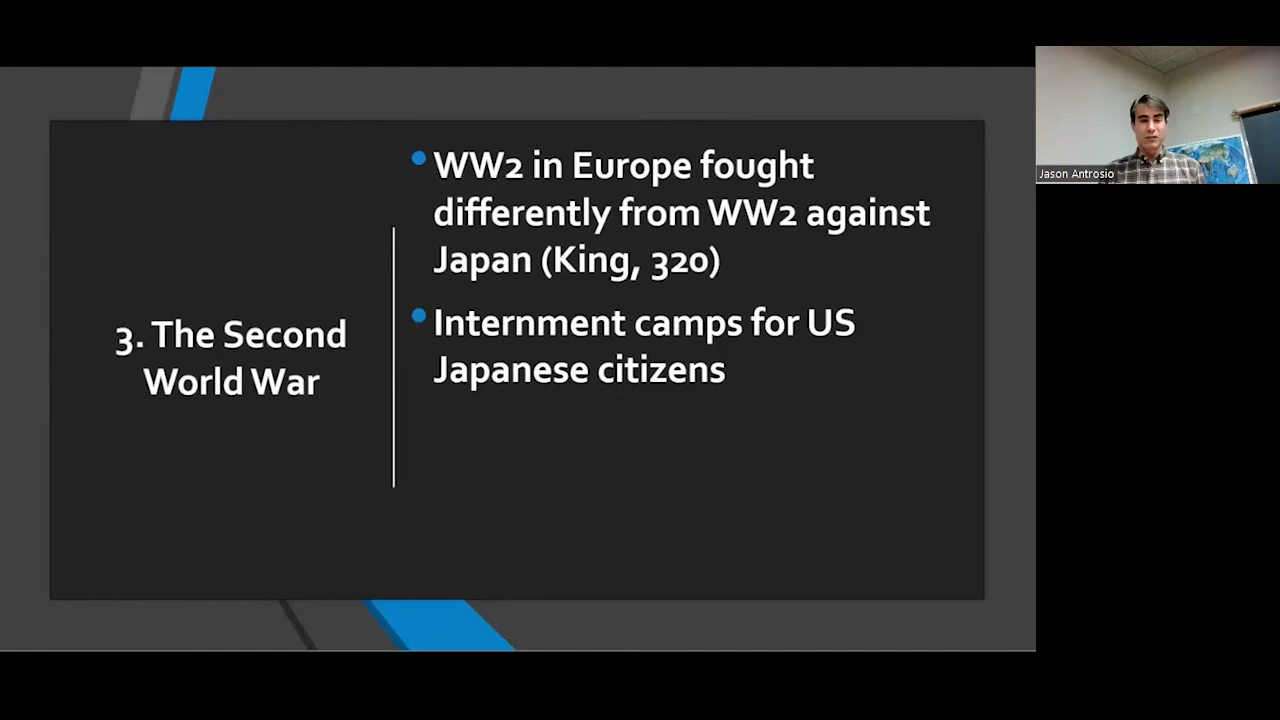 3. The Second
World War
WW2 in Europe fought
differently from WW2 against
Japan (King, 320)
Internment camps for US
Japanese citizens
Jason Antrosio